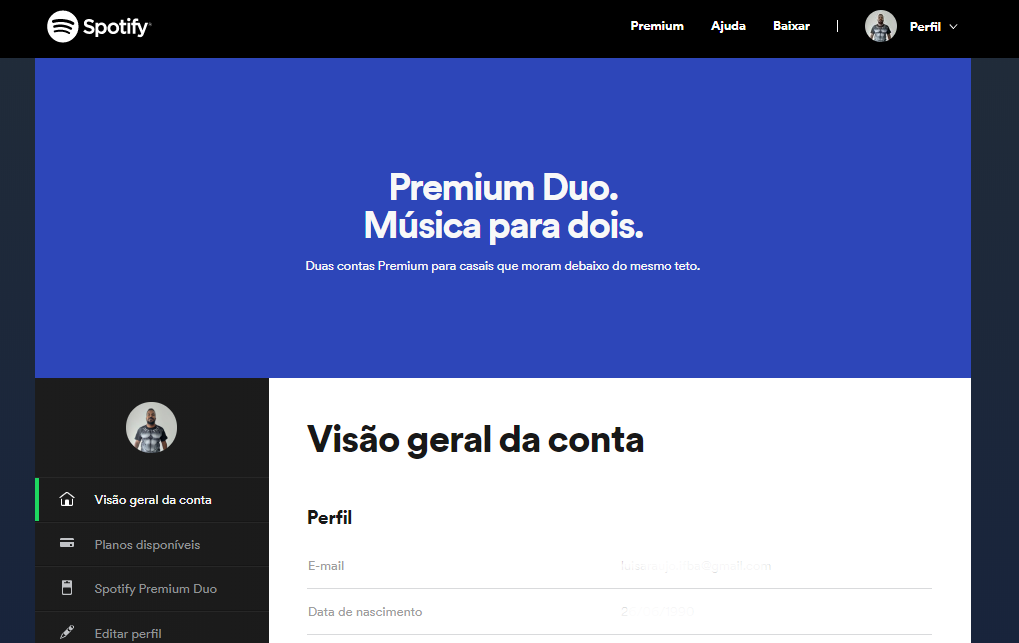 Spotify
Premium Ajuda Baixar | Perfil
Premium Duo.
Música para dois.
Duas contas Premium para casais que moram debaixo do mesmo teto.
Visão geral da conta
Planos disponíveis
Spotify Premium Duo
Editar perfil
Visão geral da conta
Perfil
E-mail
Data de nascimento